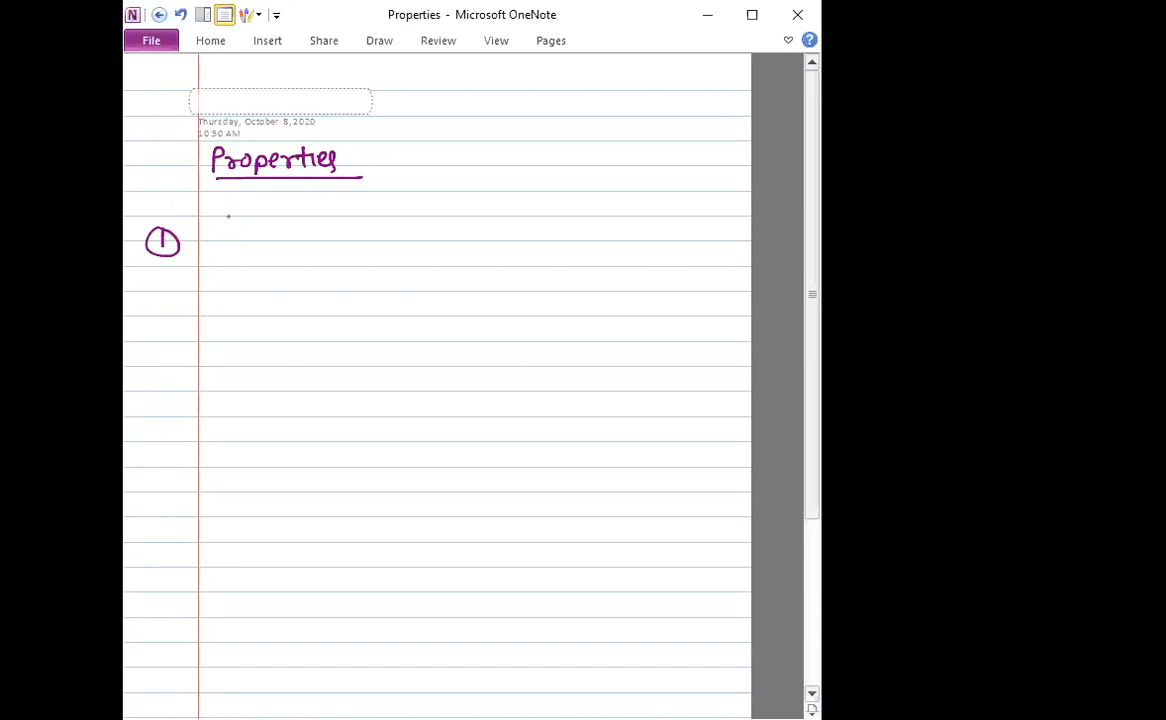 Properties - Microsoft OneNote
File Home Insert Share Draw Review View Pages
Thursday, October 8, 2020
10:50 AM
Properties
1